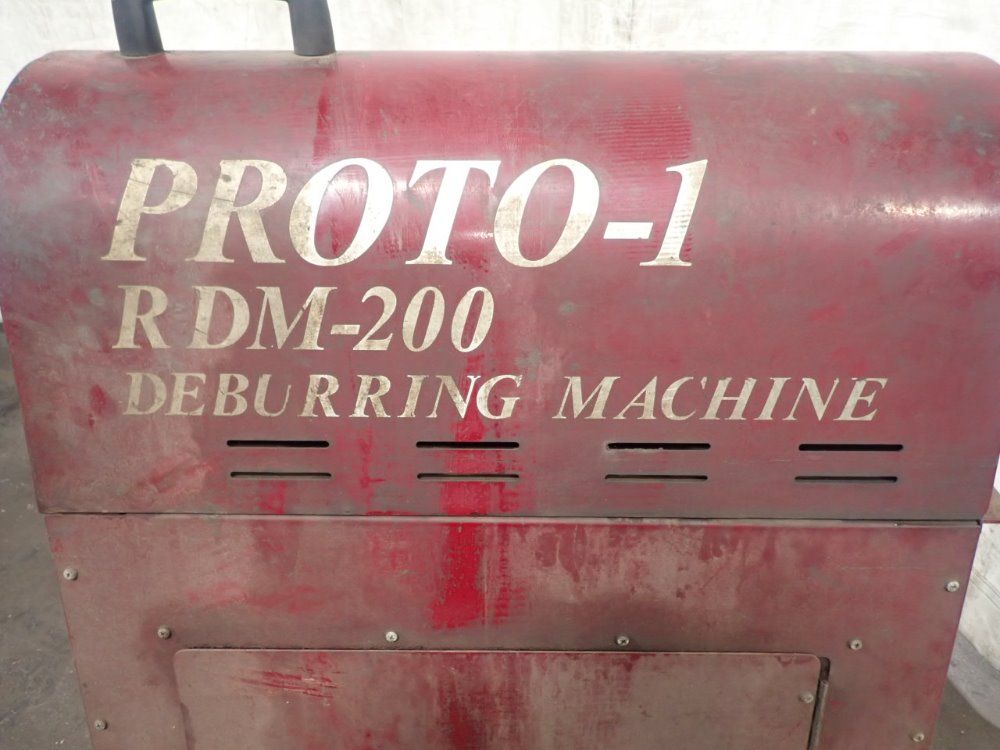 PROTO-1
RDM-200
DEBURRING MACHINE